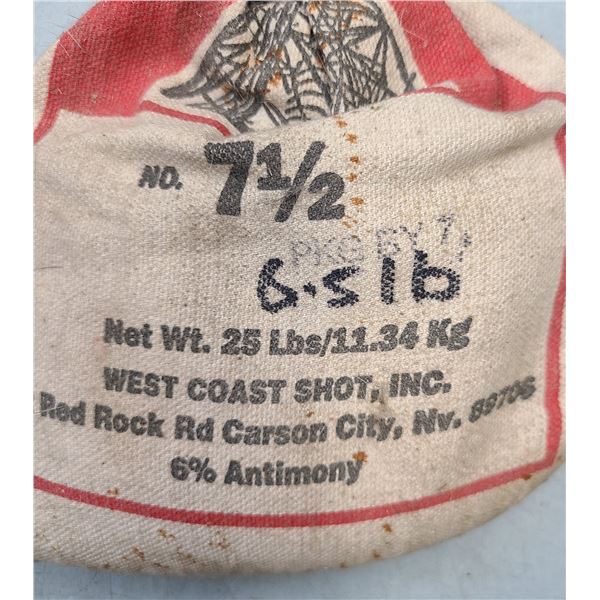 NO. 7½
PKG BY 7
6.5 lb
Net Wt. 25 Lbs/11.34 Kg
WEST COAST SHOT, INC.
Red Rock Rd Carson City, Nv. 89706
6% Antimony